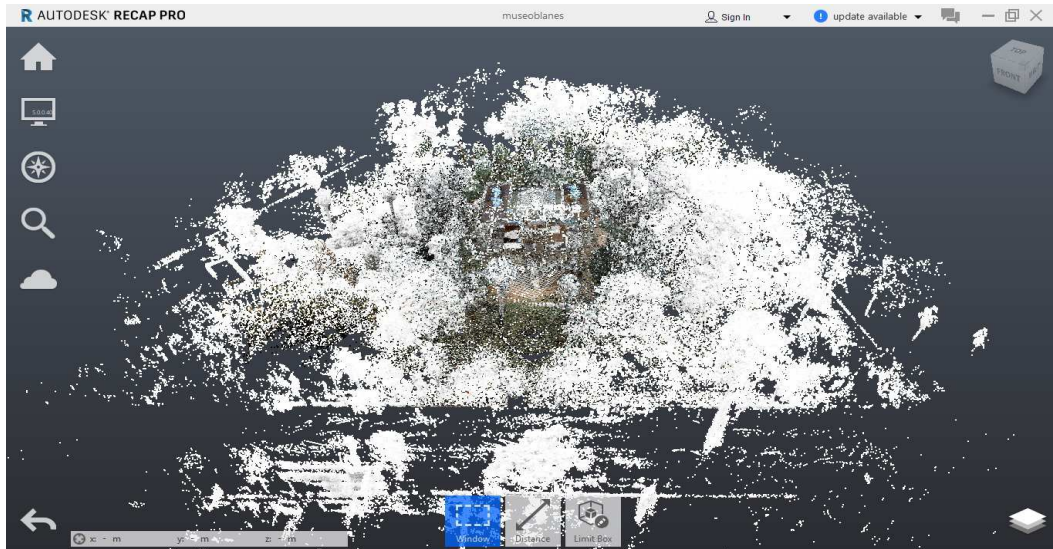 R AUTODESK® RECAP PRO museoblanes Sign In update available
TOP
FRONT
x: - m y: - m z: - m
Window Distance Limit Box